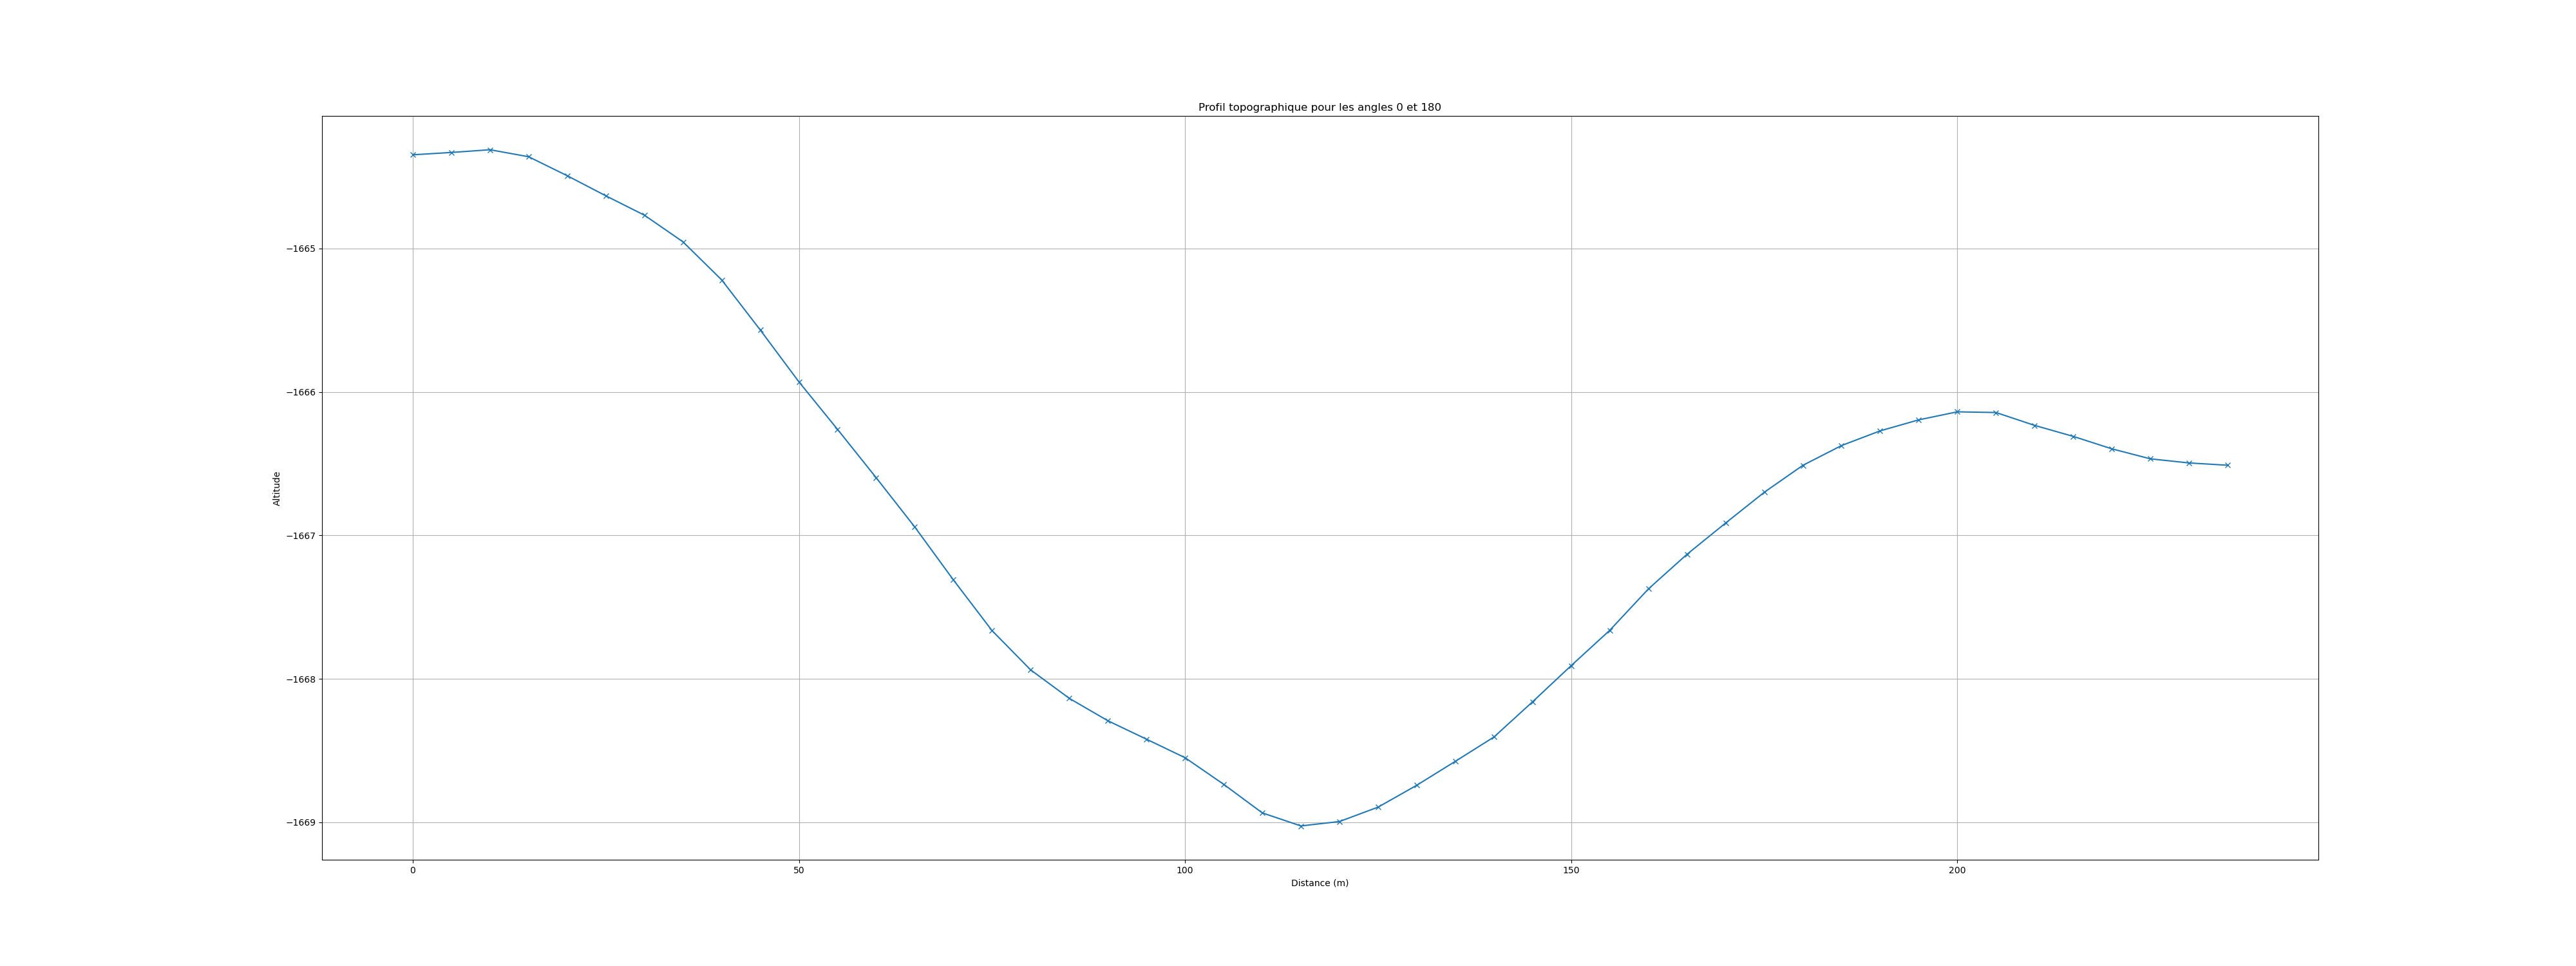 Profil topographique pour les angles 0 et 180
−1665
−1666
−1667
−1668
−1669
Altitude
0 50 100 150 200
Distance (m)